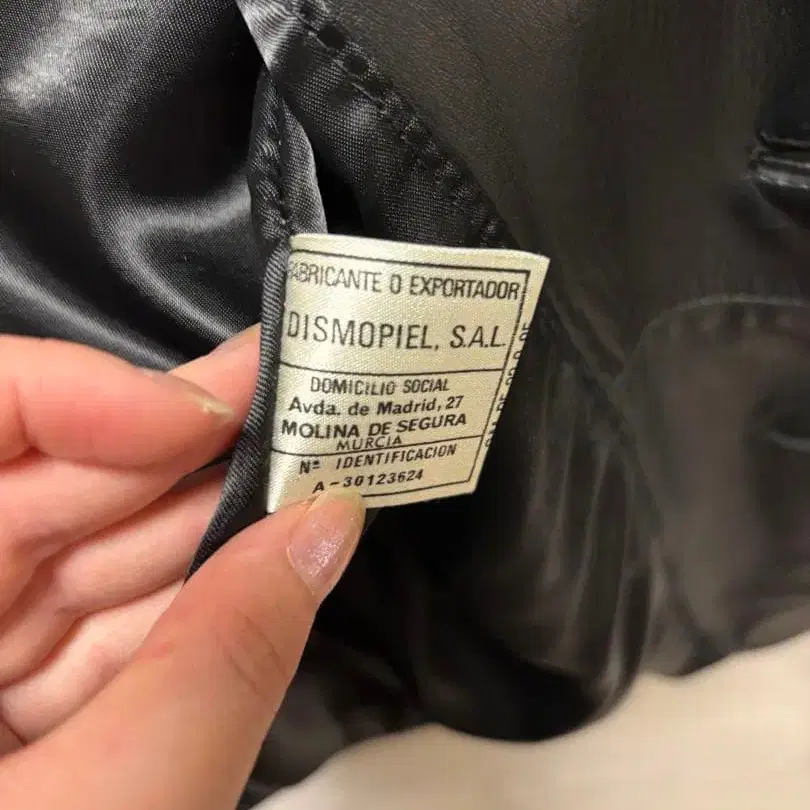 FABRICANTE O EXPORTADOR
DISMOPIEL, S.A.L.
DOMICILIO SOCIAL
Avda. de Madrid, 27
MOLINA DE SEGURA
MURCIA
Nº IDENTIFICACION
A-30123624